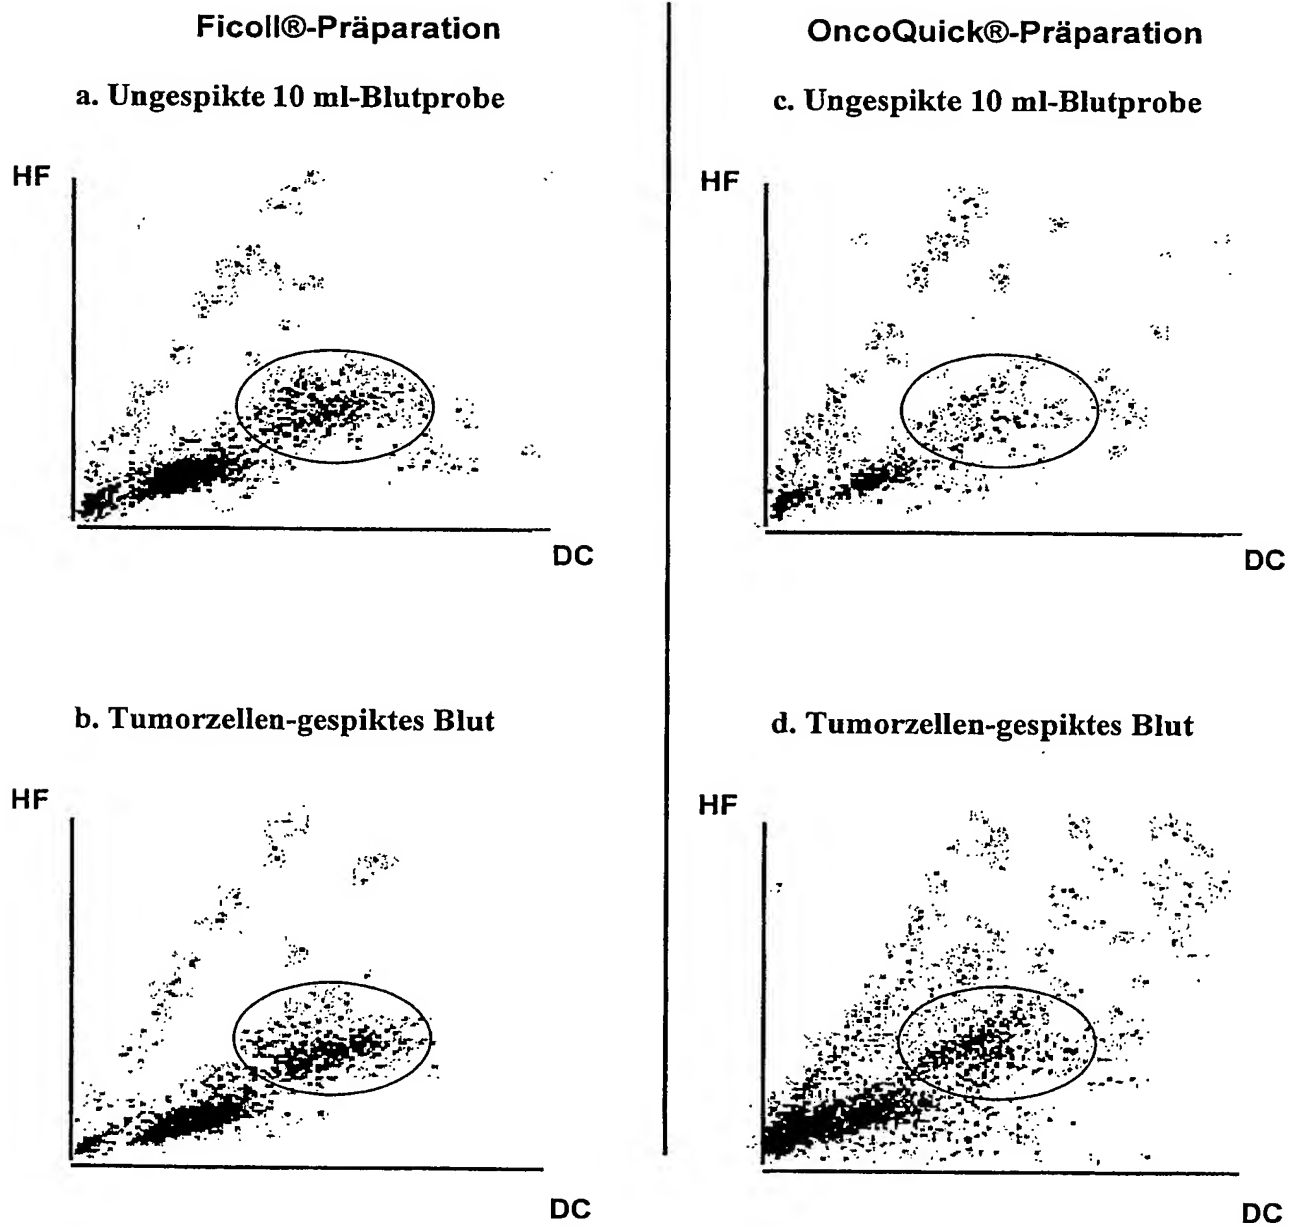 Ficoll®-Präparation
a. Ungespikte 10 ml-Blutprobe
HF
DC
b. Tumorzellen-gespiktes Blut
HF
DC
OncoQuick®-Präparation
c. Ungespikte 10 ml-Blutprobe
HF
DC
d. Tumorzellen-gespiktes Blut
HF
DC